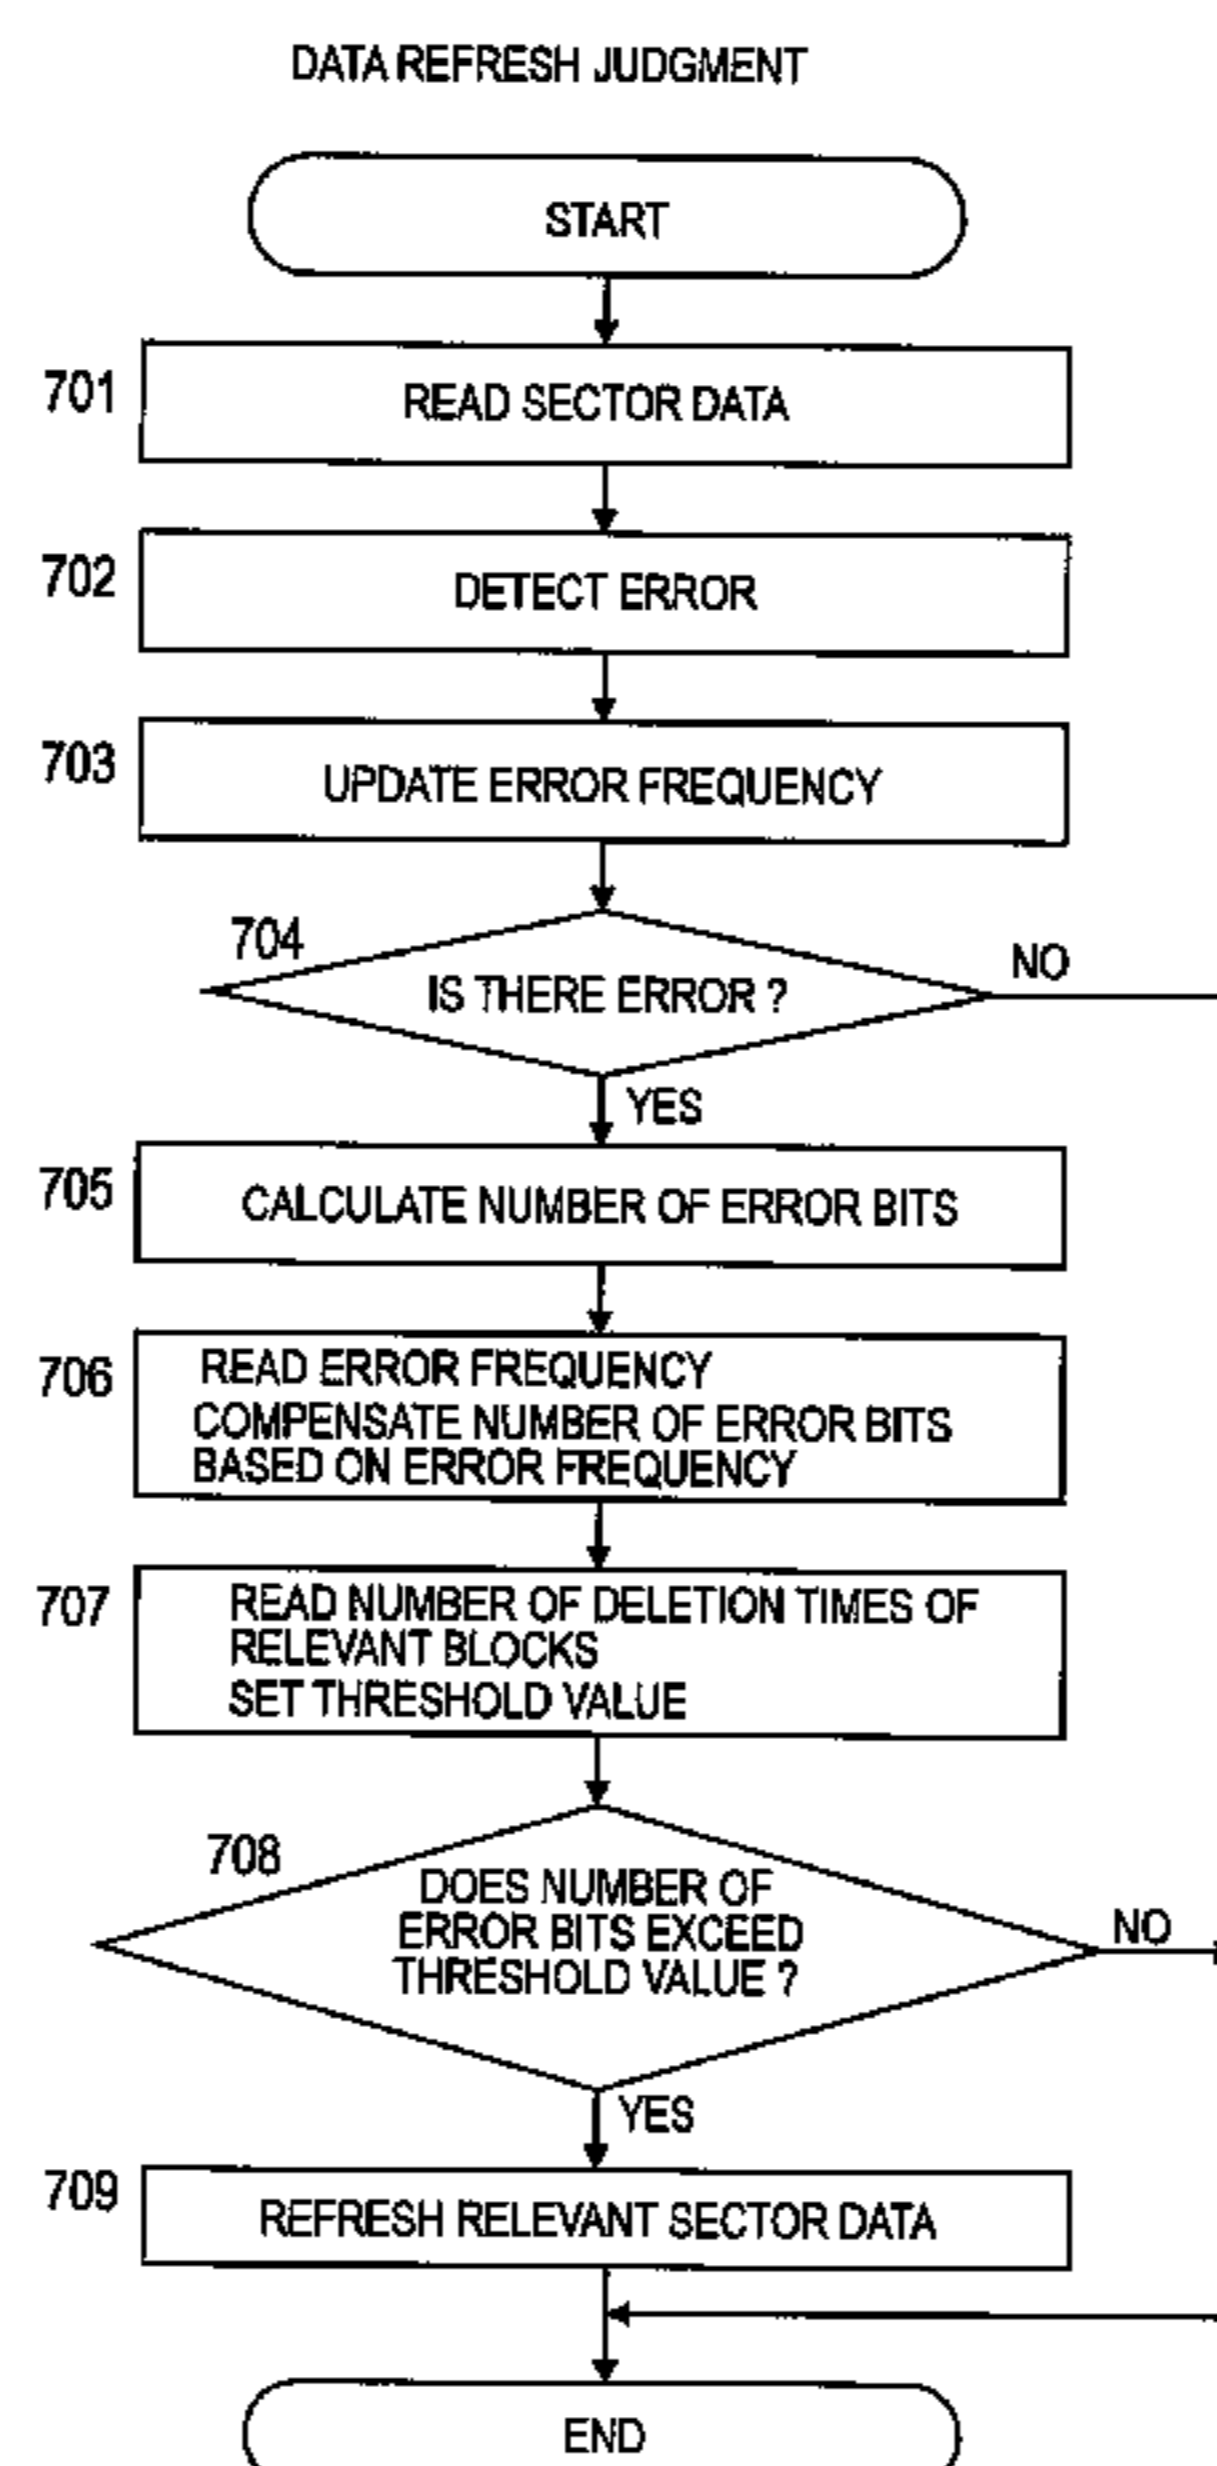 DATA REFRESH JUDGMENT
START
701
READ SECTOR DATA
702
DETECT ERROR
703
UPDATE ERROR FREQUENCY
704
IS THERE ERROR ?
NO
YES
705
CALCULATE NUMBER OF ERROR BITS
706
READ ERROR FREQUENCY
COMPENSATE NUMBER OF ERROR BITS
BASED ON ERROR FREQUENCY
707
READ NUMBER OF DELETION TIMES OF
RELEVANT BLOCKS
SET THRESHOLD VALUE
708
DOES NUMBER OF
ERROR BITS EXCEED
THRESHOLD VALUE ?
NO
YES
709
REFRESH RELEVANT SECTOR DATA
END